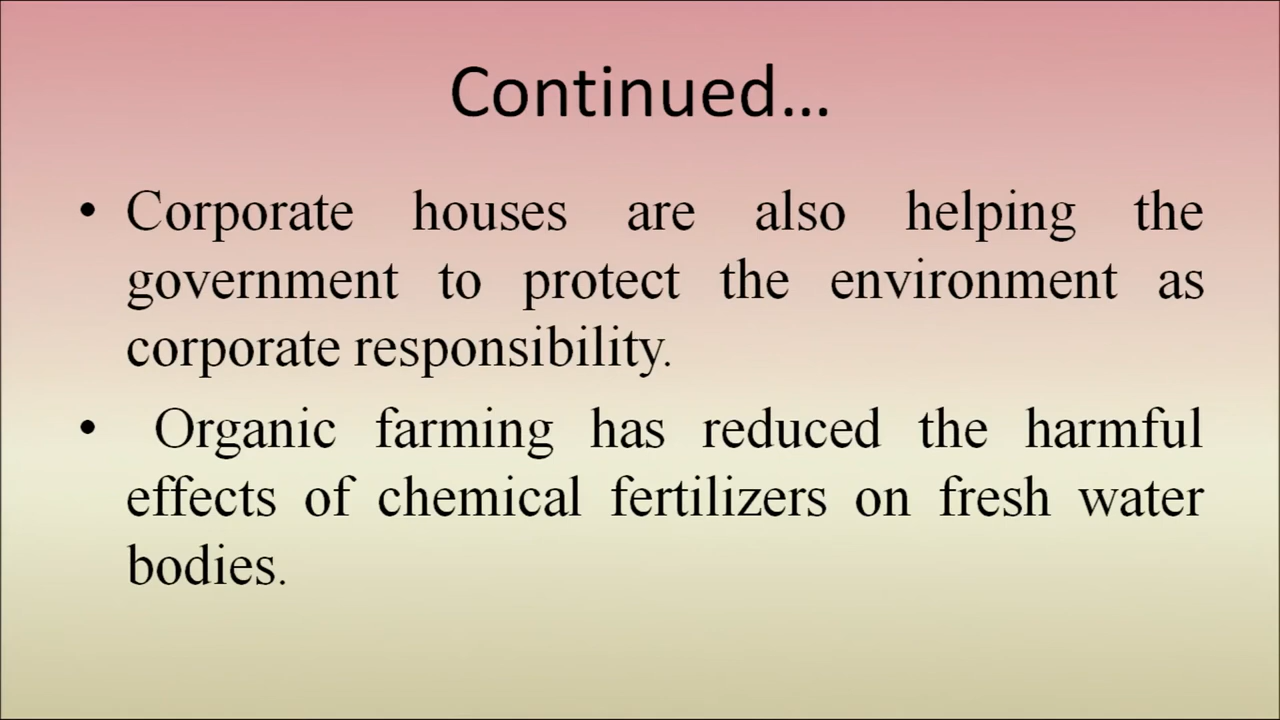 Continued...
• Corporate houses are also helping the
government to protect the environment as
corporate responsibility.
• Organic farming has reduced the harmful
effects of chemical fertilizers on fresh water
bodies.